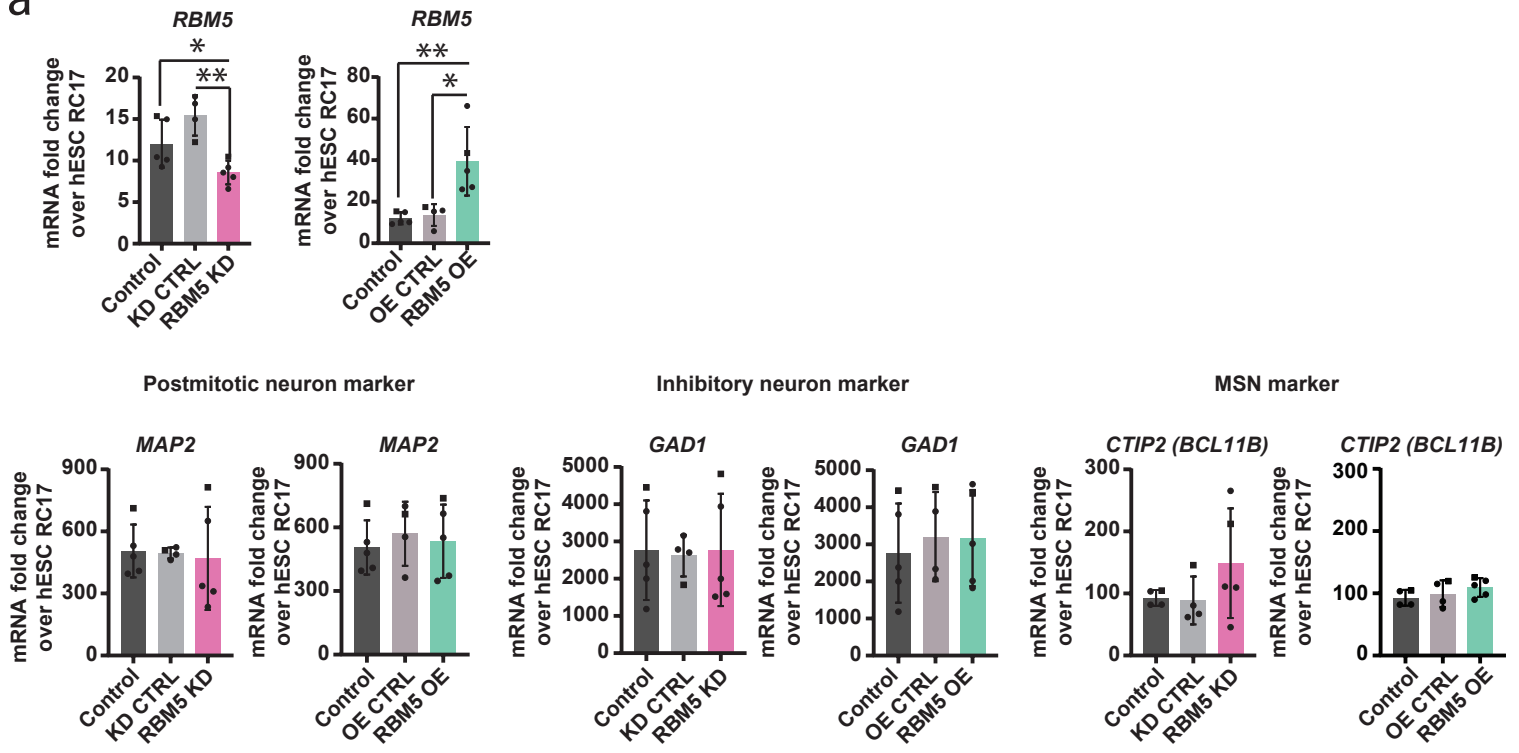 a
RBM5
*
**
mRNA fold change
over hESC RC17
20
15
10
5
0
Control
KD CTRL
RBM5 KD
RBM5
**
*
mRNA fold change
over hESC RC17
80
60
40
20
0
Control
OE CTRL
RBM5 OE
Postmitotic neuron marker
Inhibitory neuron marker
MSN marker
MAP2
mRNA fold change
over hESC RC17
900
600
300
0
Control
KD CTRL
RBM5 KD
MAP2
mRNA fold change
over hESC RC17
900
600
300
0
Control
OE CTRL
RBM5 OE
GAD1
mRNA fold change
over hESC RC17
5000
4000
3000
2000
1000
0
Control
KD CTRL
RBM5 KD
GAD1
mRNA fold change
over hESC RC17
5000
4000
3000
2000
1000
0
Control
OE CTRL
RBM5 OE
CTIP2 (BCL11B)
mRNA fold change
over hESC RC17
300
200
100
0
Control
KD CTRL
RBM5 KD
CTIP2 (BCL11B)
mRNA fold change
over hESC RC17
300
200
100
0
Control
OE CTRL
RBM5 OE